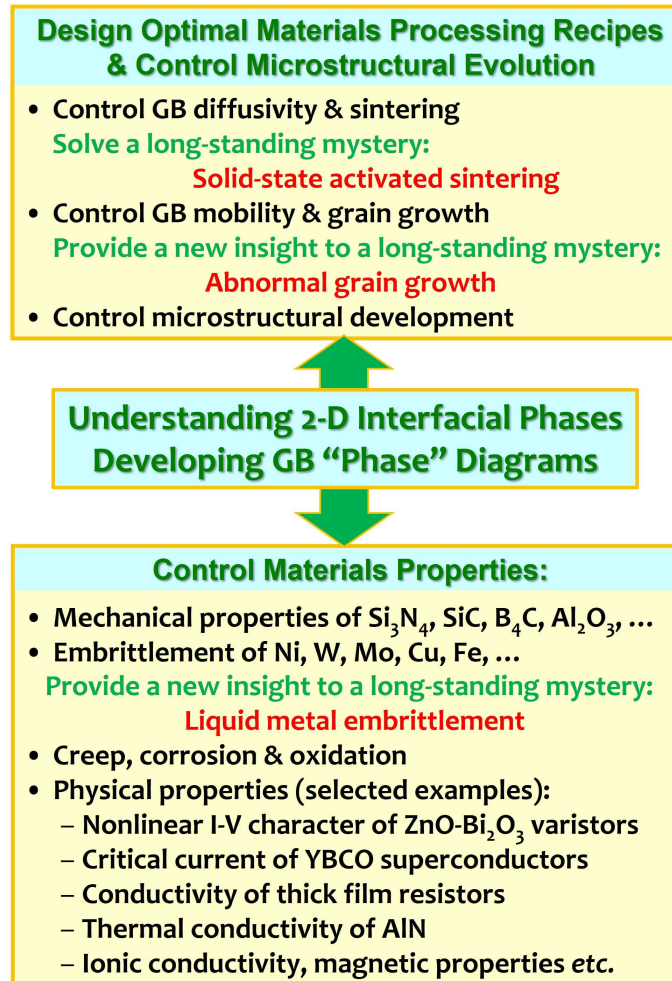 Design Optimal Materials Processing Recipes
& Control Microstructural Evolution
• Control GB diffusivity & sintering
Solve a long-standing mystery:
Solid-state activated sintering
• Control GB mobility & grain growth
Provide a new insight to a long-standing mystery:
Abnormal grain growth
• Control microstructural development
Understanding 2-D Interfacial Phases
Developing GB “Phase” Diagrams
Control Materials Properties:
• Mechanical properties of Si₃N₄, SiC, B₄C, Al₂O₃, ...
• Embrittlement of Ni, W, Mo, Cu, Fe, ...
Provide a new insight to a long-standing mystery:
Liquid metal embrittlement
• Creep, corrosion & oxidation
• Physical properties (selected examples):
– Nonlinear I-V character of ZnO-Bi₂O₃ varistors
– Critical current of YBCO superconductors
– Conductivity of thick film resistors
– Thermal conductivity of AlN
– Ionic conductivity, magnetic properties etc.